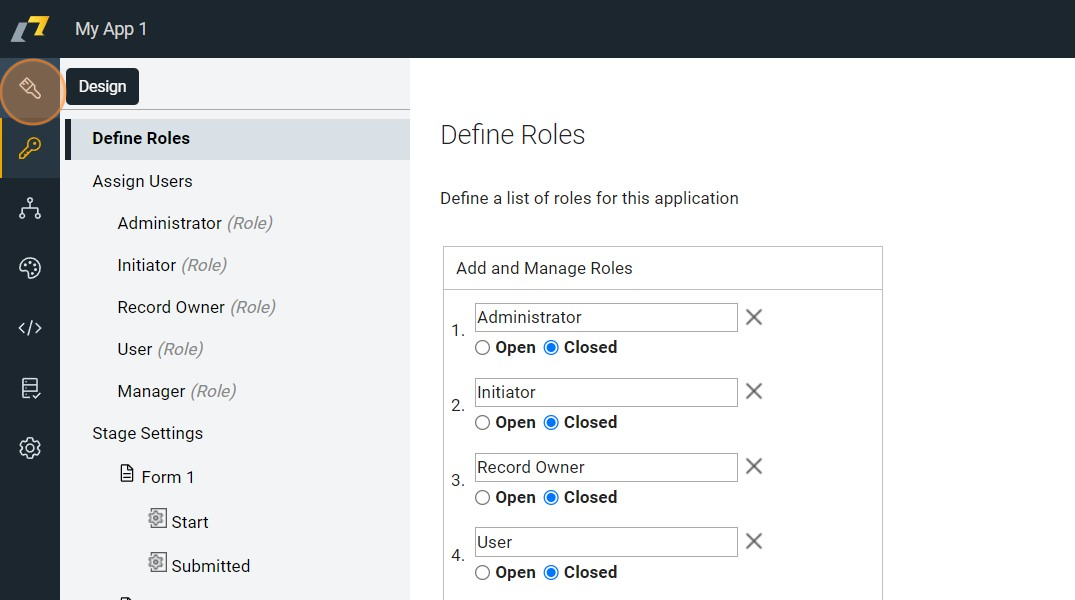 My App 1
Design
Define Roles
Assign Users
Administrator (Role)
Initiator (Role)
Record Owner (Role)
User (Role)
Manager (Role)
Stage Settings
Form 1
Start
Submitted
Define Roles
Define a list of roles for this application
Add and Manage Roles
1. Administrator
Open Closed
2. Initiator
Open Closed
3. Record Owner
Open Closed
4. User
Open Closed